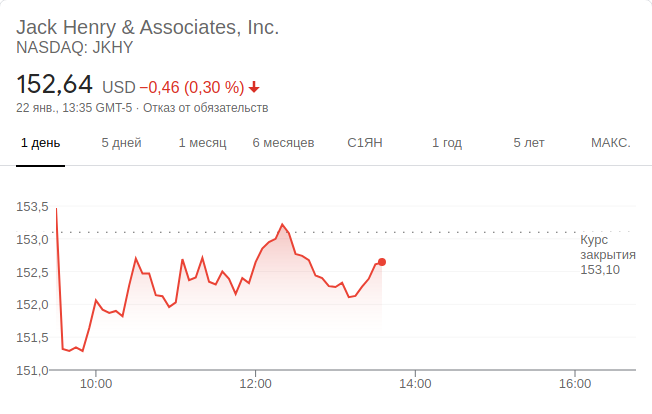 Jack Henry & Associates, Inc.
NASDAQ: JKHY
152,64 USD −0,46 (0,30 %)
22 янв., 13:35 GMT-5 · Отказ от обязательств
1 день 5 дней 1 месяц 6 месяцев С1ЯН 1 год 5 лет МАКС.
153,5
153,0
152,5
152,0
151,5
151,0
Курс
закрытия
153,10
10:00 12:00 14:00 16:00